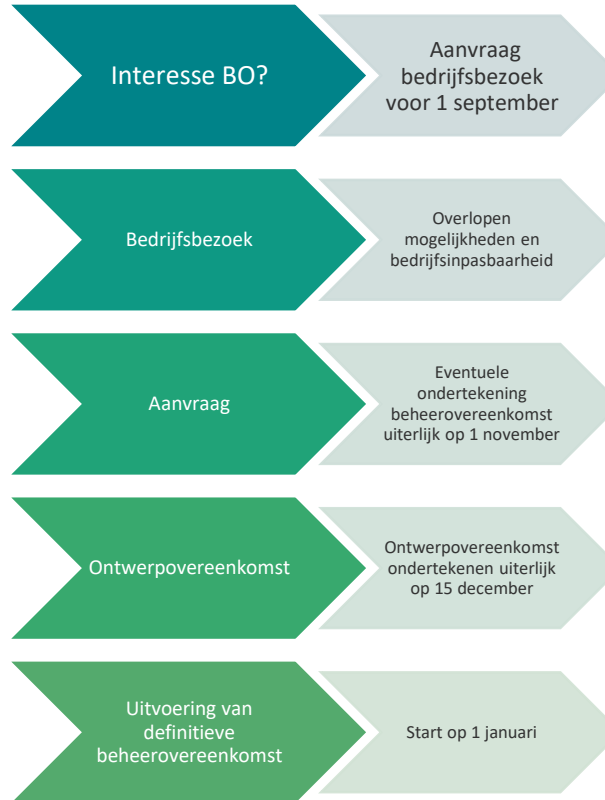 Interesse BO?
Aanvraag
bedrijfsbezoek
voor 1 september
Bedrijfsbezoek
Overlopen
mogelijkheden en
bedrijfsinpasbaarheid
Aanvraag
Eventuele
ondertekening
beheerovereenkomst
uiterlijk op 1 november
Ontwerpovereenkomst
Ontwerpovereenkomst
ondertekenen uiterlijk
op 15 december
Uitvoering van
definitieve
beheerovereenkomst
Start op 1 januari